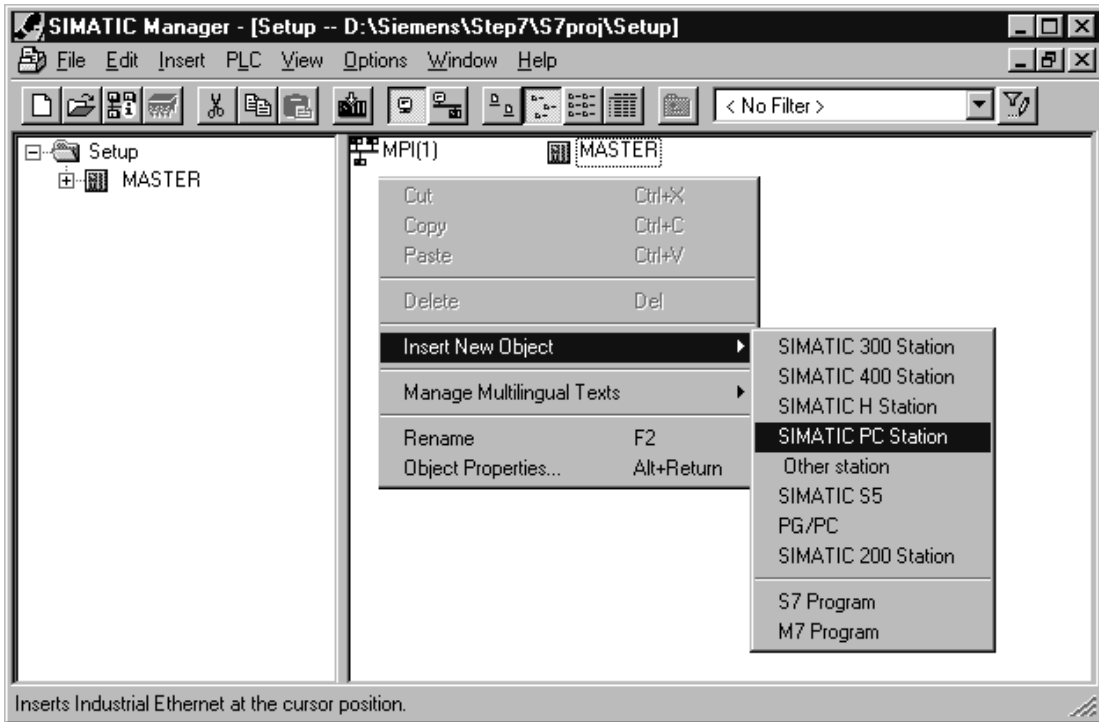 SIMATIC Manager - [Setup -- D:\Siemens\Step7\S7proj\Setup]
File Edit Insert PLC View Options Window Help
< No Filter >
Setup
MASTER
MPI(1) MASTER
Cut Ctrl+X
Copy Ctrl+C
Paste Ctrl+V
Delete Del
Insert New Object
Manage Multilingual Texts
Rename F2
Object Properties... Alt+Return
SIMATIC 300 Station
SIMATIC 400 Station
SIMATIC H Station
SIMATIC PC Station
Other station
SIMATIC S5
PG/PC
SIMATIC 200 Station
S7 Program
M7 Program
Inserts Industrial Ethernet at the cursor position.